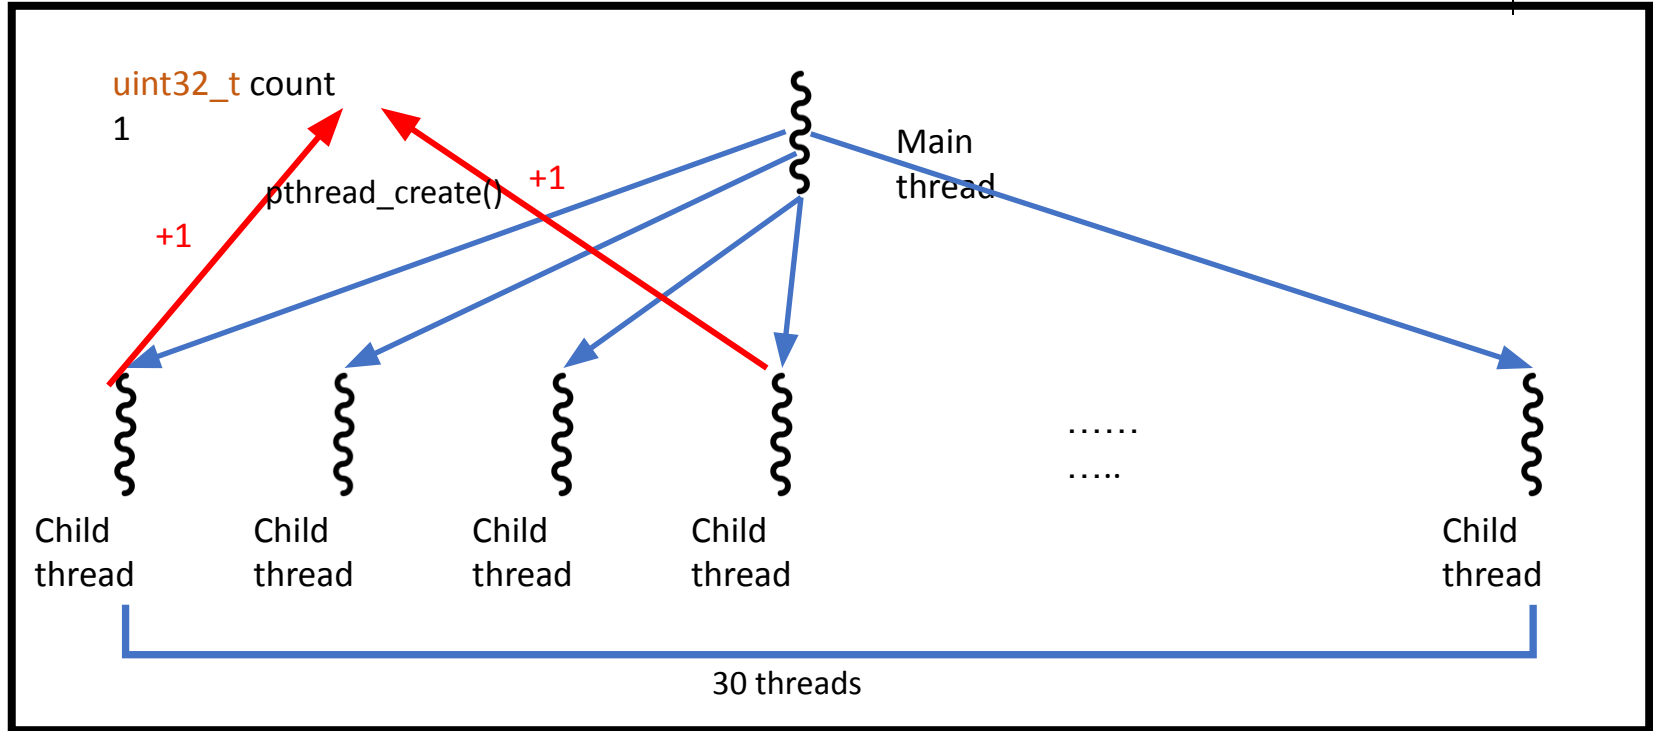 uint32_t count
1
Main
thread
pthread_create()
+1
+1
……
…..
Child
thread
Child
thread
Child
thread
Child
thread
Child
thread
30 threads